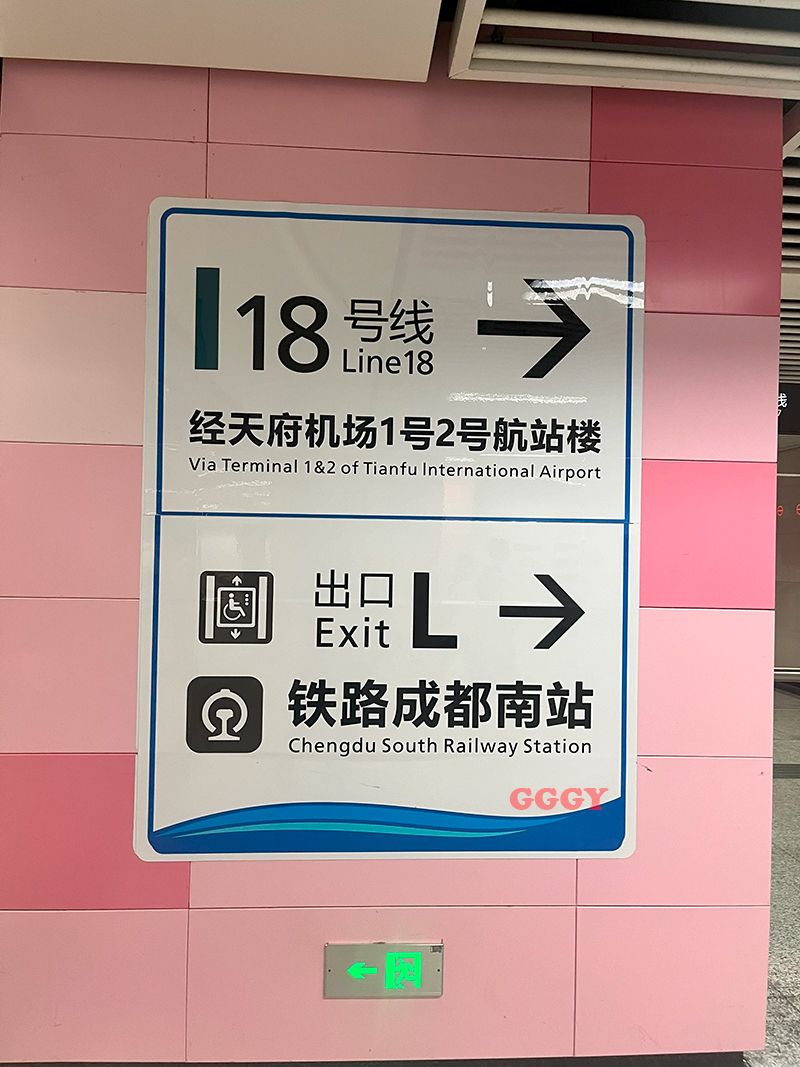 18 号线
Line18
经天府机场1号2号航站楼
Via Terminal 1&2 of Tianfu International Airport
出口 L
Exit
铁路成都南站
Chengdu South Railway Station
GGGY
线